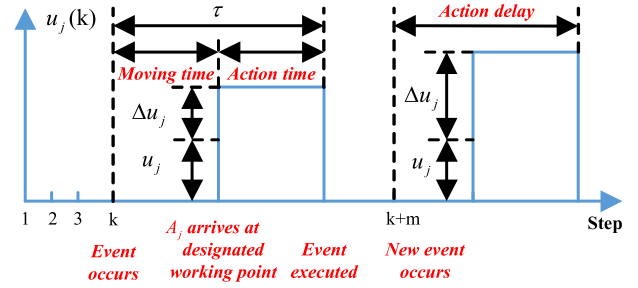 u_j(k)
τ
Action delay
Moving time
Action time
Δu_j
Δu_j
u_j
u_j
1
2
3
k
k+m
Step
Event
occurs
A_j arrives at
designated
working point
Event
executed
New event
occurs